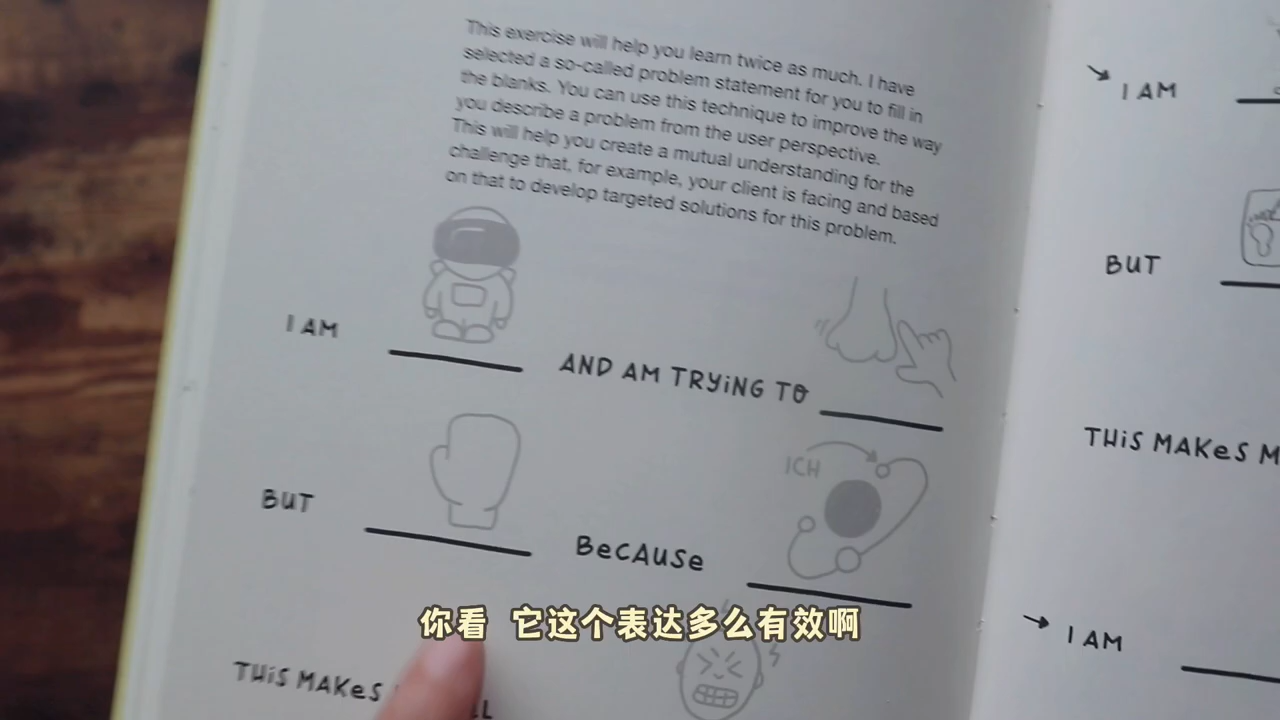 This exercise will help you learn twice as much. I have
selected a so-called problem statement for you to fill in
the blanks. You can use this technique to improve the way
you describe a problem from the user perspective.
This will help you create a mutual understanding for the
challenge that, for example, your client is facing and based
on that to develop targeted solutions for this problem.
I AM
AND AM TRYiNG TO
BUT
ICH
BeCAUSe
THiS MAKeS
I AM
BUT
THiS MAKeS M
I AM
你看 它这个表达多么有效啊